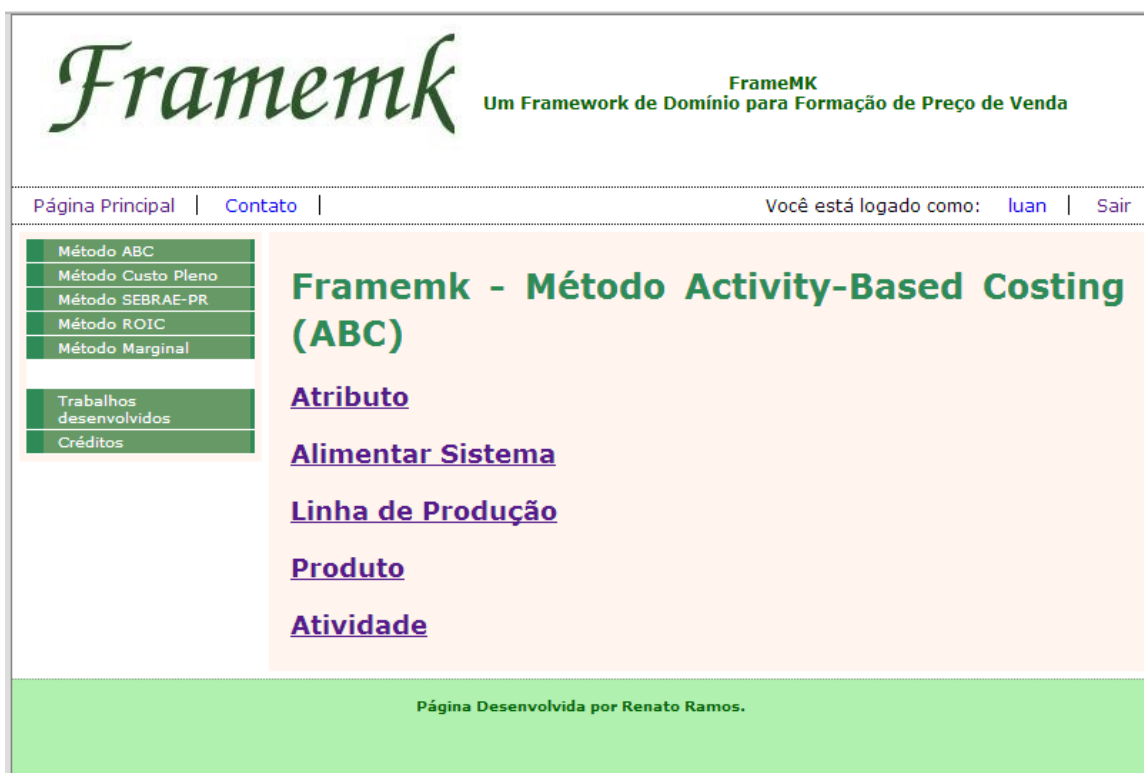 Framemk
FrameMK
Um Framework de Domínio para Formação de Preço de Venda
Página Principal | Contato |
Você está logado como: luan | Sair
Método ABC
Método Custo Pleno
Método SEBRAE-PR
Método ROIC
Método Marginal
Trabalhos
desenvolvidos
Créditos
Framemk - Método Activity-Based Costing
(ABC)
Atributo
Alimentar Sistema
Linha de Produção
Produto
Atividade
Página Desenvolvida por Renato Ramos.